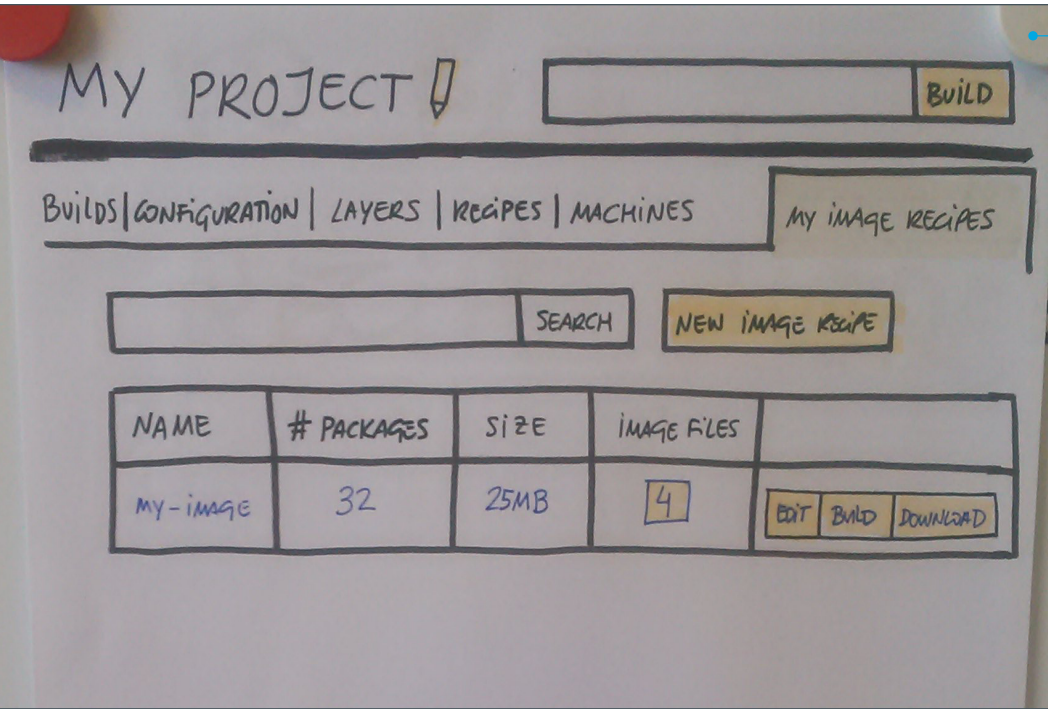 MY PROJECT
BUILD
BUILDS | CONFIGURATION | LAYERS | RECIPES | MACHINES
MY IMAGE RECIPES
SEARCH
NEW IMAGE RECIPE
NAME # PACKAGES SIZE IMAGE FILES
MY-IMAGE 32 25MB 4 EDIT BUILD DOWNLOAD